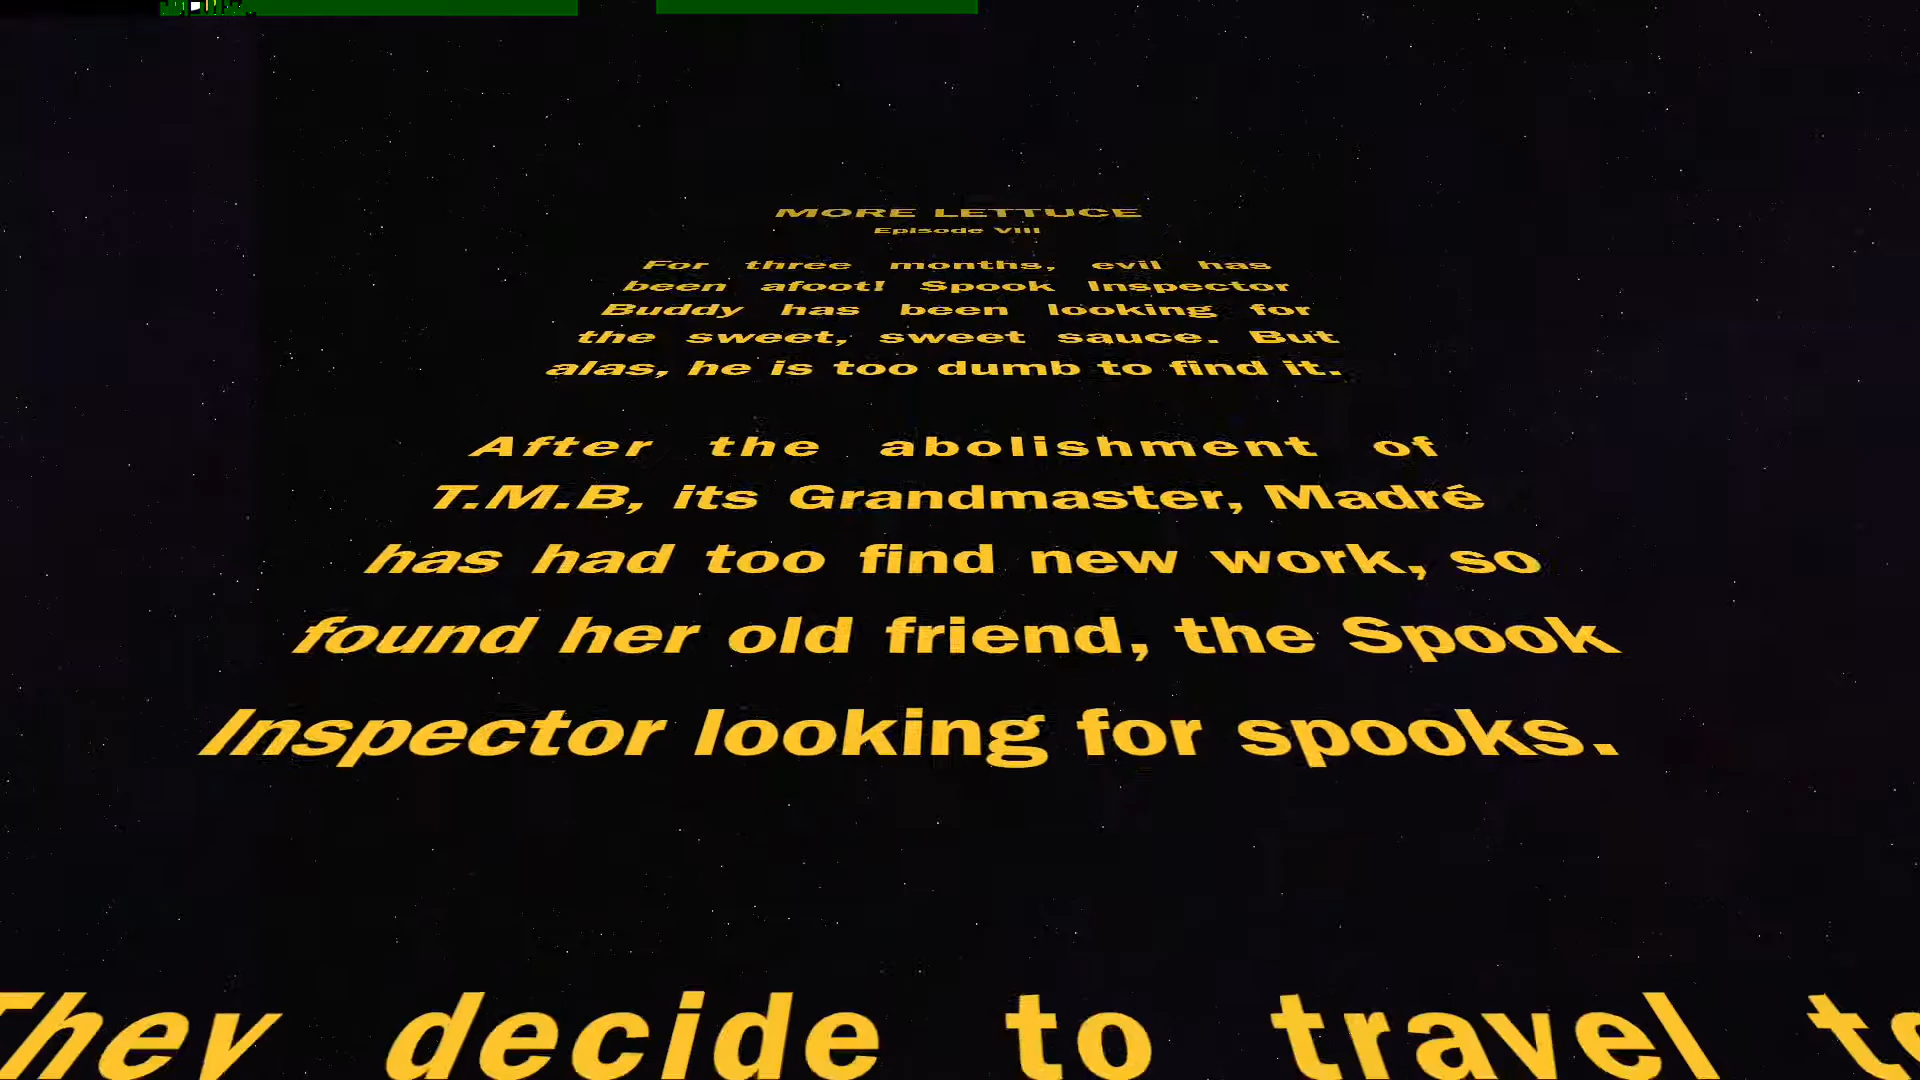 MORE LETTUCE
Episode VIII
For three months, evil has
been afoot! Spook Inspector
Buddy has been looking for
the sweet, sweet sauce. But
alas, he is too dumb to find it.
After the abolishment of
T.M.B, its Grandmaster, Madré
has had too find new work, so
found her old friend, the Spook
Inspector looking for spooks.
They decide to travel to